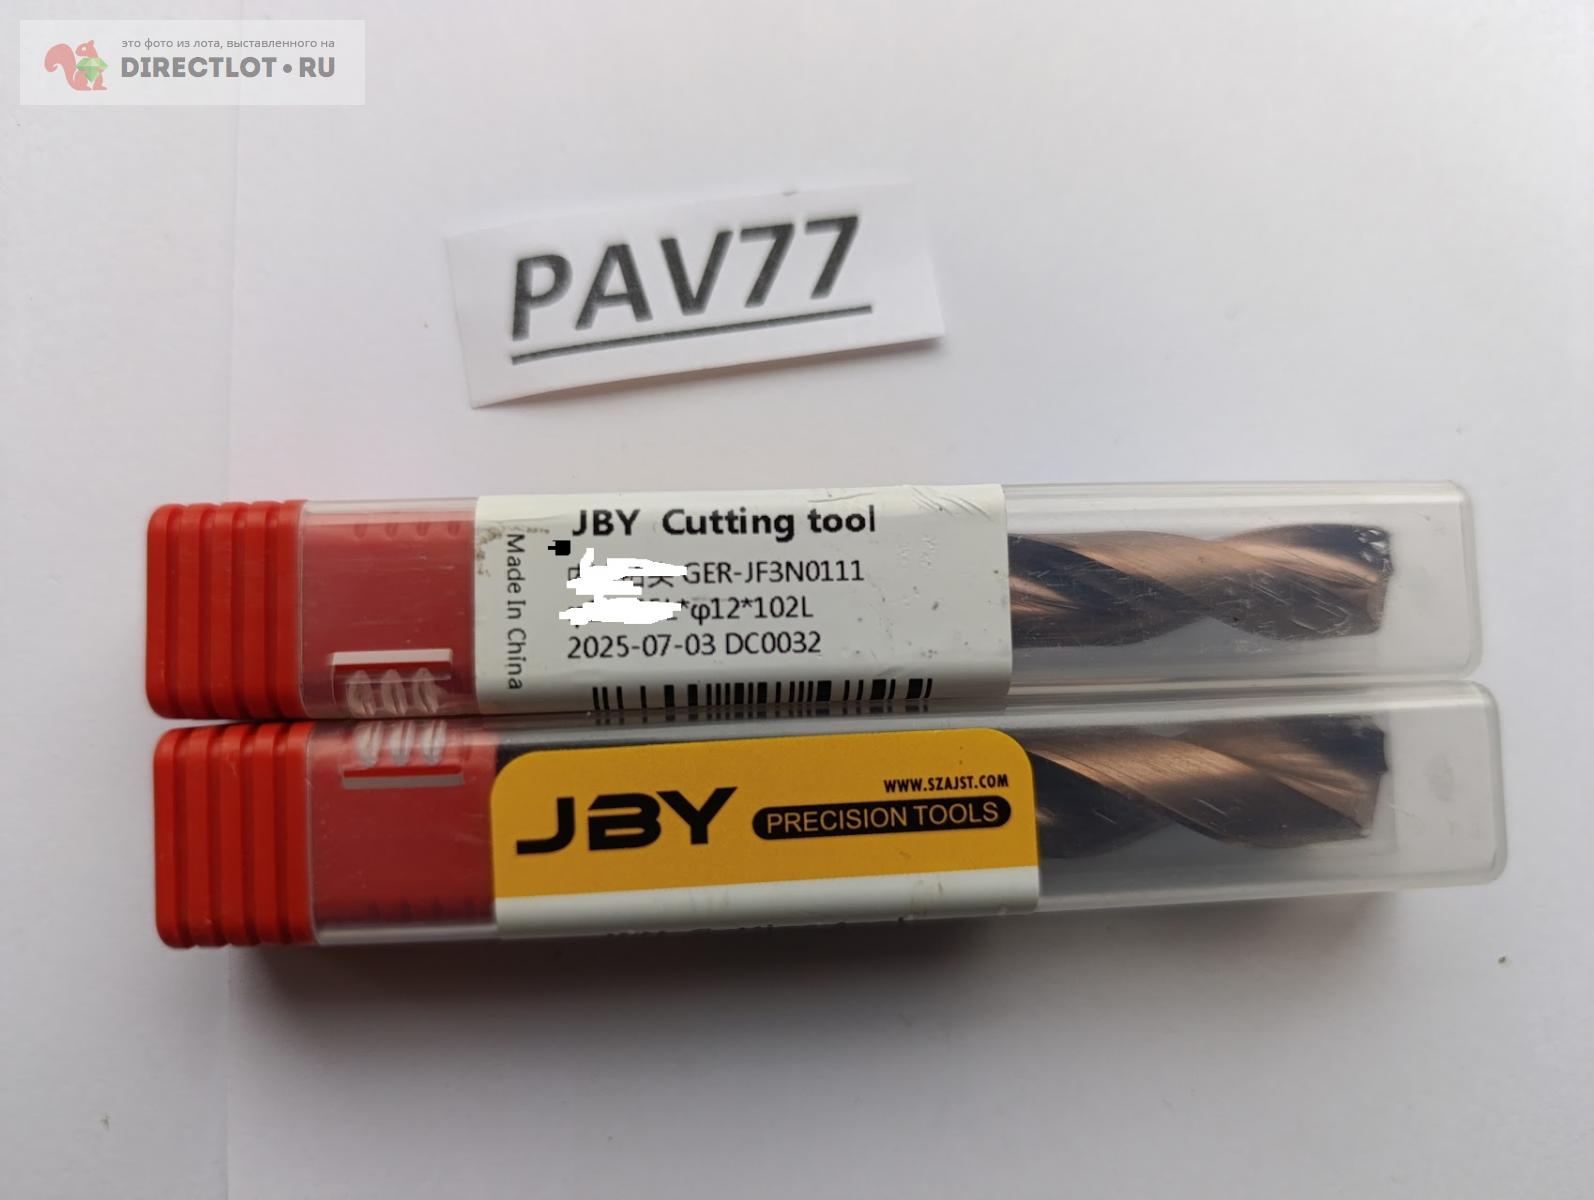 это фото из лота, выставленного на
DIRECTLOT•RU
PAV77
JBY Cutting tool
GER-JF3N0111
*φ12*102L
2025-07-03 DC0032
Made In China
WWW.SZAJST.COM
JBY PRECISION TOOLS